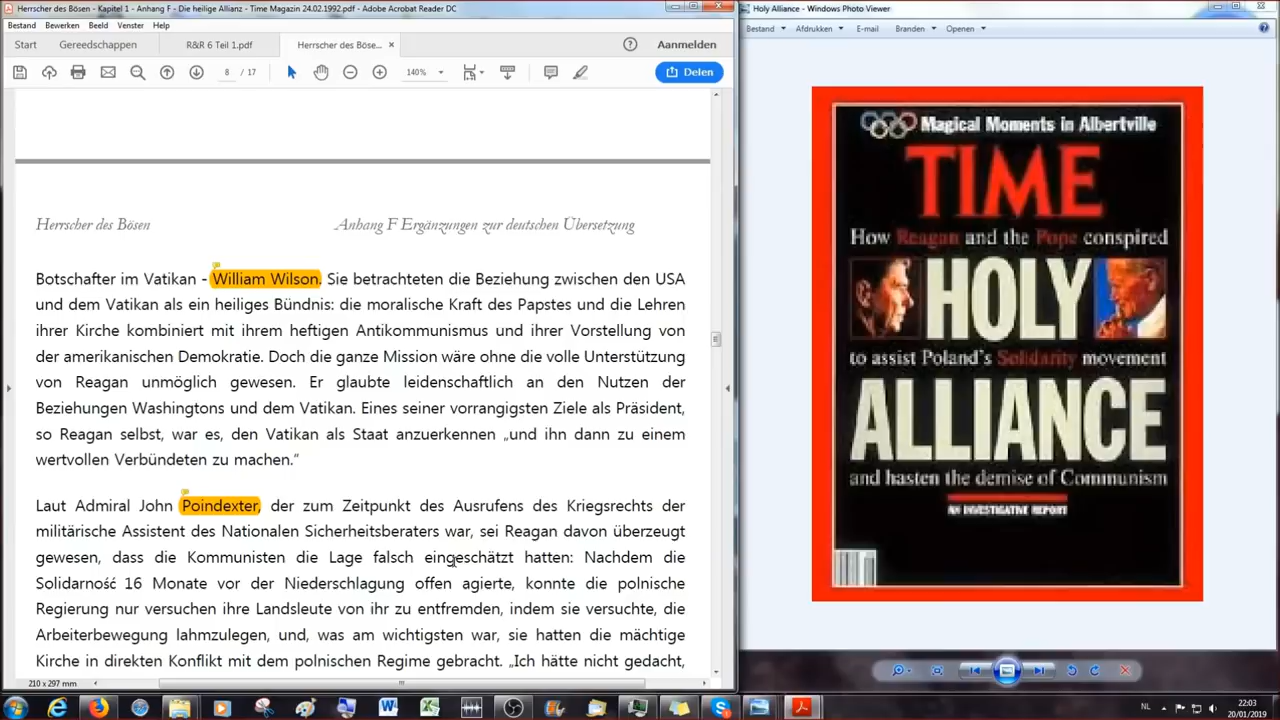 Herrscher des Bösen - Kapitel 1 - Anhang F - Die heilige Allianz - Time Magazin 24.02.1992.pdf - Adobe Acrobat Reader DC
Bestand Bewerken Beeld Venster Help
Start Gereedschappen R&R 6 Teil 1.pdf Herrscher des Böse... × Aanmelden
8 / 17 140% Delen
Herrscher des Bösen Anhang F Ergänzungen zur deutschen Übersetzung
Botschafter im Vatikan - William Wilson. Sie betrachteten die Beziehung zwischen den USA
und dem Vatikan als ein heiliges Bündnis: die moralische Kraft des Papstes und die Lehren
ihrer Kirche kombiniert mit ihrem heftigen Antikommunismus und ihrer Vorstellung von
der amerikanischen Demokratie. Doch die ganze Mission wäre ohne die volle Unterstützung
von Reagan unmöglich gewesen. Er glaubte leidenschaftlich an den Nutzen der
Beziehungen Washingtons und dem Vatikan. Eines seiner vorrangigsten Ziele als Präsident,
so Reagan selbst, war es, den Vatikan als Staat anzuerkennen „und ihn dann zu einem
wertvollen Verbündeten zu machen.“
Laut Admiral John Poindexter, der zum Zeitpunkt des Ausrufens des Kriegsrechts der
militärische Assistent des Nationalen Sicherheitsberaters war, sei Reagan davon überzeugt
gewesen, dass die Kommunisten die Lage falsch eingeschätzt hatten: Nachdem die
Solidarność 16 Monate vor der Niederschlagung offen agierte, konnte die polnische
Regierung nur versuchen ihre Landsleute von ihr zu entfremden, indem sie versuchte, die
Arbeiterbewegung lahmzulegen, und, was am wichtigsten war, sie hatten die mächtige
Kirche in direkten Konflikt mit dem polnischen Regime gebracht. „Ich hätte nicht gedacht,
210 x 297 mm
Holy Alliance - Windows Photo Viewer
Bestand Afdrukken E-mail Branden Openen
Magical Moments in Albertville
TIME
How Reagan and the Pope conspired
HOLY
to assist Poland's Solidarity movement
ALLIANCE
and hasten the demise of Communism
AN INVESTIGATIVE REPORT
NL 22:03
20/01/2019